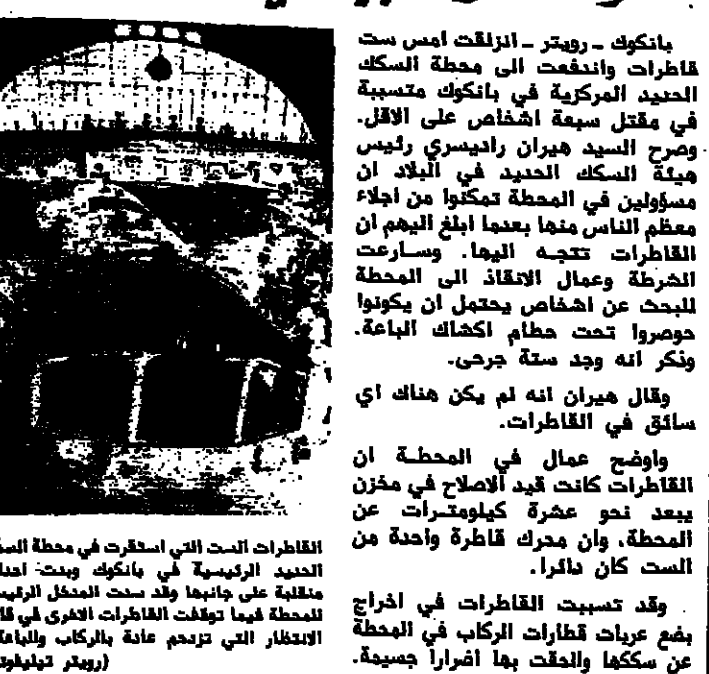 بانكوك ـ رويتر ـ انزلقت امس ست
قاطرات واندفعت الى محطة السكك
الحديد المركزية في بانكوك متسببة
في مقتل سبعة اشخاص على الاقل.
وصرح السيد هيران راديسري رئيس
هيئة السكك الحديد في البلاد ان
مسؤولين في المحطة تمكنوا من اجلاء
معظم الناس منها بعدما ابلغ اليهم ان
القاطرات تتجه اليها. وسارعت
الشرطة وعمال الانقاذ الى المحطة
للبحث عن اشخاص يحتمل ان يكونوا
حوصروا تحت حطام اكشاك الباعة.
وذكر انه وجد ستة جرحى.
وقال هيران انه لم يكن هناك اي
سائق في القاطرات.
واوضح عمال في المحطة ان
القاطرات كانت قيد الاصلاح في مخزن
يبعد نحو عشرة كيلومترات عن
المحطة، وان محرك قاطرة واحدة من
الست كان دائرا.
وقد تسببت القاطرات في اخراج
بضع عربات قطارات الركاب في المحطة
عن سككها والحقت بها اضراراً جسيمة.
القاطرات الست التي استقرت في محطة
الحديد الرئيسية في بانكوك وبدت
منقلبة على جانبها وقد سدت المدخل
للمحطة فيما توقفت القاطرات الاخرى في
الانتظار التي تزدحم عادة بالركاب
(رويتر